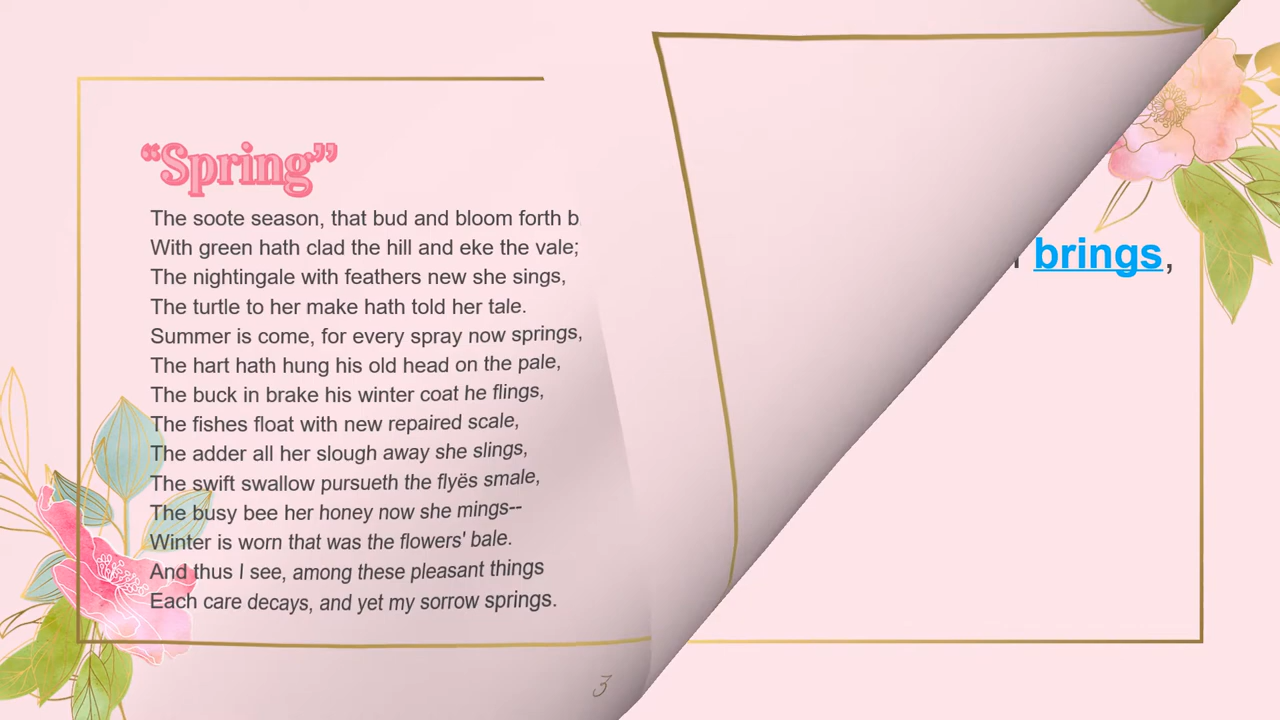 “Spring”
The soote season, that bud and bloom forth b
With green hath clad the hill and eke the vale;
The nightingale with feathers new she sings,
The turtle to her make hath told her tale.
Summer is come, for every spray now springs,
The hart hath hung his old head on the pale,
The buck in brake his winter coat he flings,
The fishes float with new repaired scale,
The adder all her slough away she slings,
The swift swallow pursueth the flyës smale,
The busy bee her honey now she mings--
Winter is worn that was the flowers' bale.
And thus I see, among these pleasant things
Each care decays, and yet my sorrow springs.
brings,
3